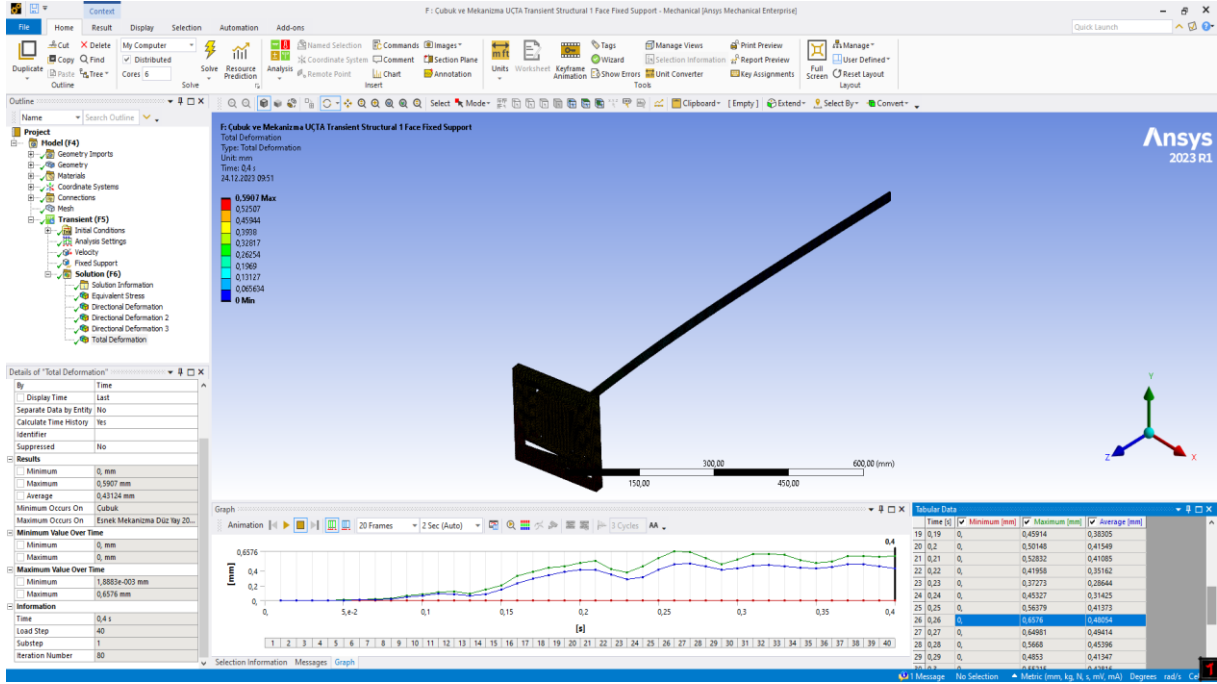 Context
F : Cubuk ve Mekanizma UÇTA Transient Structural 1 Face Fixed Support - Mechanical [Ansys Mechanical Enterprise]
File Home Result Display Selection Automation Add-ons Quick Launch
Duplicate Cut Copy Paste Delete Find Tree
Outline
My Computer
Distributed
Cores 6
Solve
Resource Prediction
Solve
Analysis
Named Selection Commands Images
Coordinate System Comment Section Plane
Remote Point Chart Annotation
Insert
Units Worksheet Keyframe Animation
Tags Wizard Show Errors
Manage Views Selection Information Unit Converter
Print Preview Report Preview Key Assignments
Tools
Full Screen
Manage User Defined Reset Layout
Layout
Outline
Name Search Outline
Select Mode Clipboard [ Empty ] Extend Select By Convert
Project
Model (F4)
Geometry Imports
Geometry
Materials
Coordinate Systems
Connections
Mesh
Transient (F5)
Initial Conditions
Analysis Settings
Velocity
Fixed Support
Solution (F6)
Solution Information
Equivalent Stress
Directional Deformation
Directional Deformation 2
Directional Deformation 3
Total Deformation
F: Çubuk ve Mekanizma UÇTA Transient Structural 1 Face Fixed Support
Total Deformation
Type: Total Deformation
Unit: mm
Time: 0,4 s
24.12.2023 09:51
0,5907 Max
0,52507
0,45944
0,3938
0,32817
0,26254
0,1969
0,13127
0,065634
0 Min
Ansys
2023 R1
Y
Z X
300,00 600,00 (mm)
150,00 450,00
Details of "Total Deformation"
By Time
Display Time Last
Separate Data by Entity No
Calculate Time History Yes
Identifier
Suppressed No
Results
Minimum 0, mm
Maximum 0,5907 mm
Average 0,43124 mm
Minimum Occurs On Cubuk
Maximum Occurs On Esnek Mekanizma Düz Yay 20...
Minimum Value Over Time
Minimum 0, mm
Maximum 0, mm
Maximum Value Over Time
Minimum 1,8883e-003 mm
Maximum 0,6576 mm
Information
Time 0,4 s
Load Step 40
Substep 1
Iteration Number 80
Graph
Animation 20 Frames 2 Sec (Auto) 3 Cycles AA
0,4
0,6576
0,4
0,2
0,
[mm]
0, 5,e-2 0,1 0,15 0,2 0,25 0,3 0,35 0,4
[s]
1 2 3 4 5 6 7 8 9 10 11 12 13 14 15 16 17 18 19 20 21 22 23 24 25 26 27 28 29 30 31 32 33 34 35 36 37 38 39 40
Selection Information Messages Graph
Tabular Data
Time [s] Minimum [mm] Maximum [mm] Average [mm]
19 0,19 0, 0,45914 0,38305
20 0,2 0, 0,50148 0,41549
21 0,21 0, 0,52832 0,41085
22 0,22 0, 0,41958 0,35162
23 0,23 0, 0,37273 0,28644
24 0,24 0, 0,45327 0,31425
25 0,25 0, 0,56379 0,41373
26 0,26 0, 0,6576 0,48054
27 0,27 0, 0,64981 0,49414
28 0,28 0, 0,5668 0,45396
29 0,29 0, 0,4853 0,41347
1 Message No Selection Metric (mm, kg, N, s, mV, mA) Degrees rad/s
1